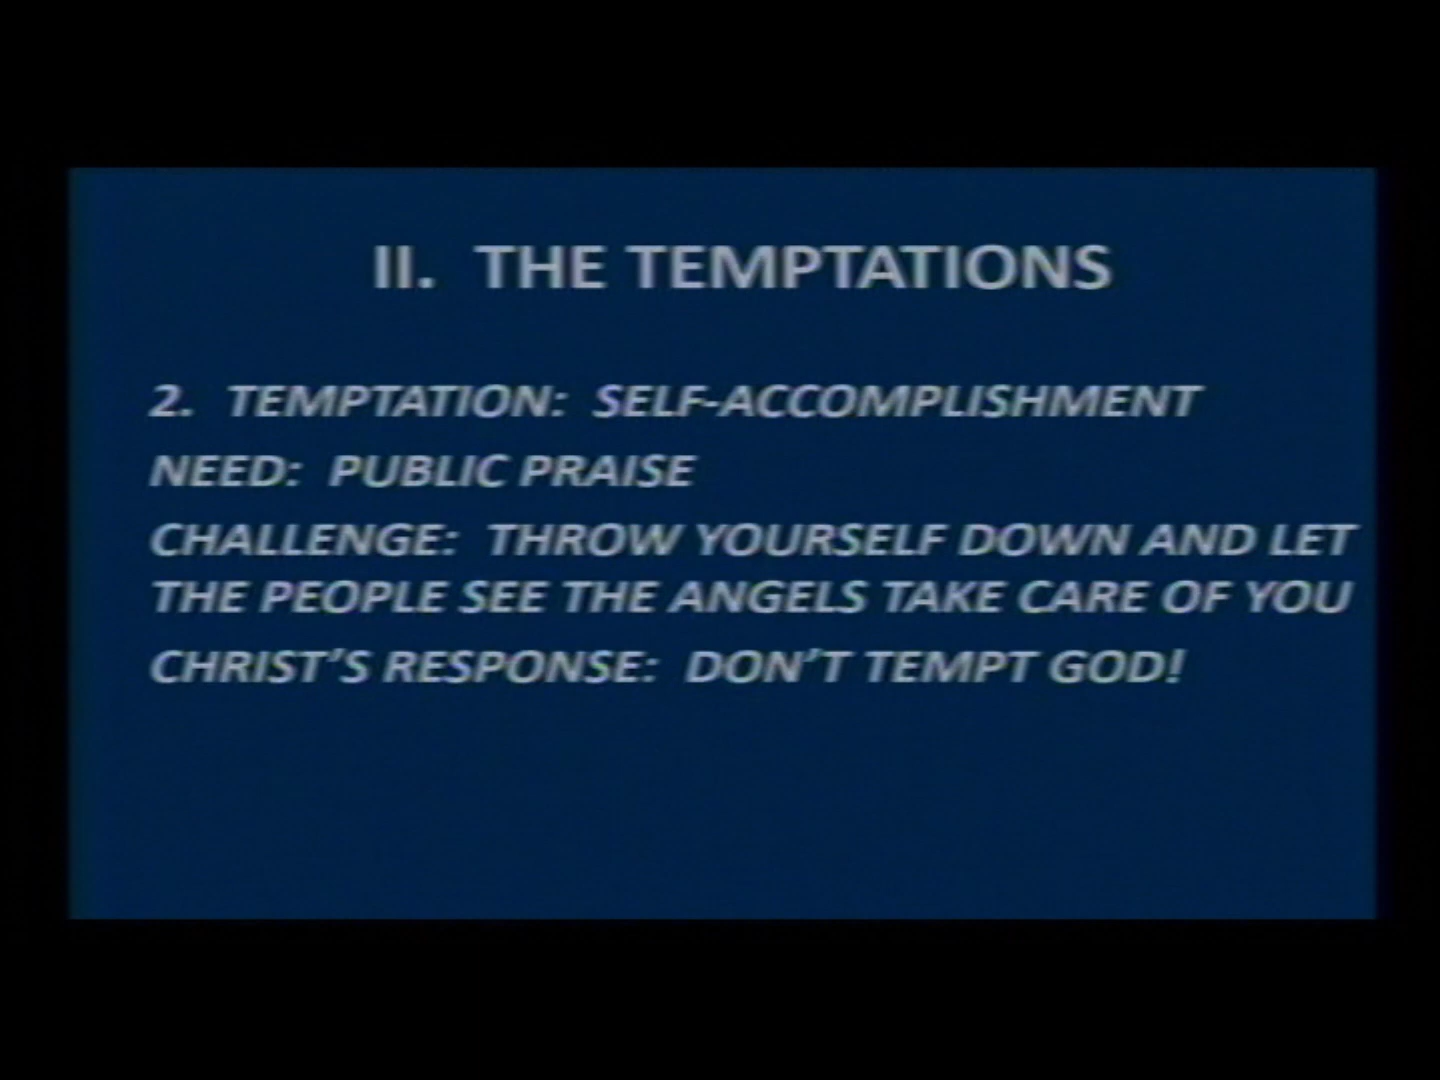 II. THE TEMPTATIONS
2. TEMPTATION: SELF-ACCOMPLISHMENT
NEED: PUBLIC PRAISE
CHALLENGE: THROW YOURSELF DOWN AND LET
THE PEOPLE SEE THE ANGELS TAKE CARE OF YOU
CHRIST'S RESPONSE: DON'T TEMPT GOD!